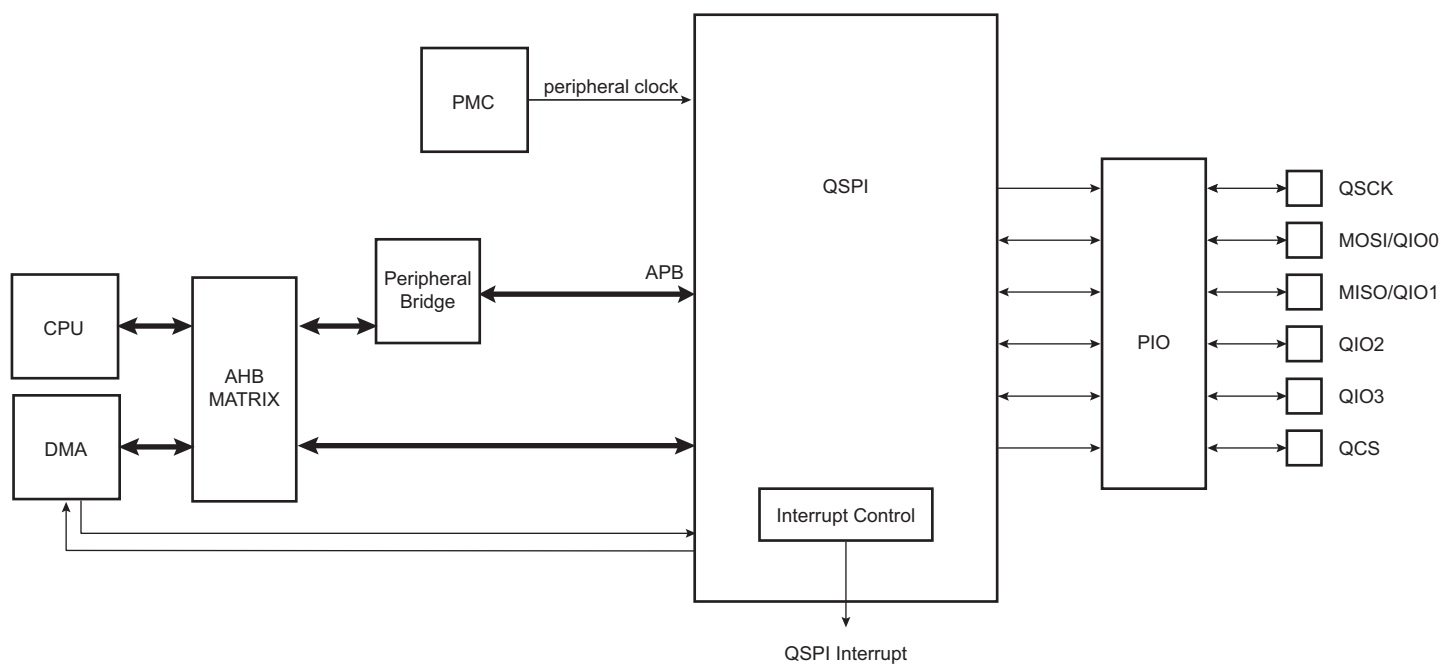 PMC
peripheral clock
QSPI
QSCK
MOSI/QIO0
MISO/QIO1
QIO2
QIO3
QCS
PIO
Peripheral
Bridge
APB
CPU
AHB
MATRIX
DMA
Interrupt Control
QSPI Interrupt